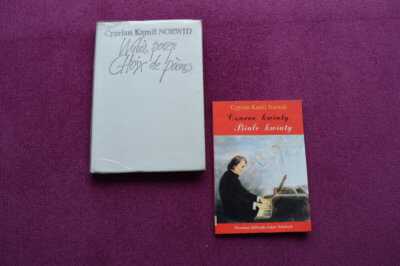 Cyprian Kamil NORWID
Wybór poezji
Choix de poèmes
Cyprian Kamil Norwid
Czarne kwiaty
Białe kwiaty